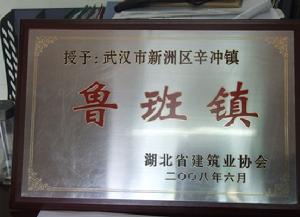 授予：武汉市新洲区辛冲镇
鲁班镇
湖北省建筑业协会
二〇〇八年六月